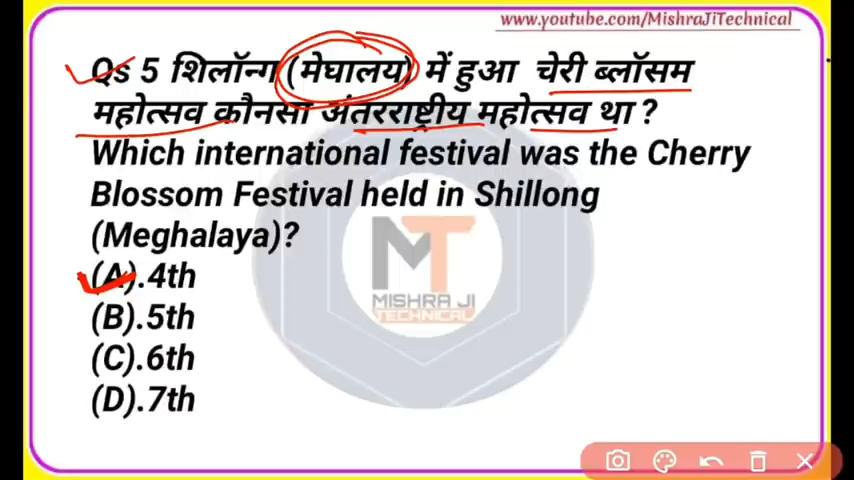 www.youtube.com/MishraJiTechnical
Qs 5 शिलॉन्ग (मेघालय) में हुआ चेरी ब्लॉसम
महोत्सव कौनसा अंतरराष्ट्रीय महोत्सव था ?
Which international festival was the Cherry
Blossom Festival held in Shillong
(Meghalaya)?
(A).4th
(B).5th
(C).6th
(D).7th
MT
MISHRA JI
TECHNICAL